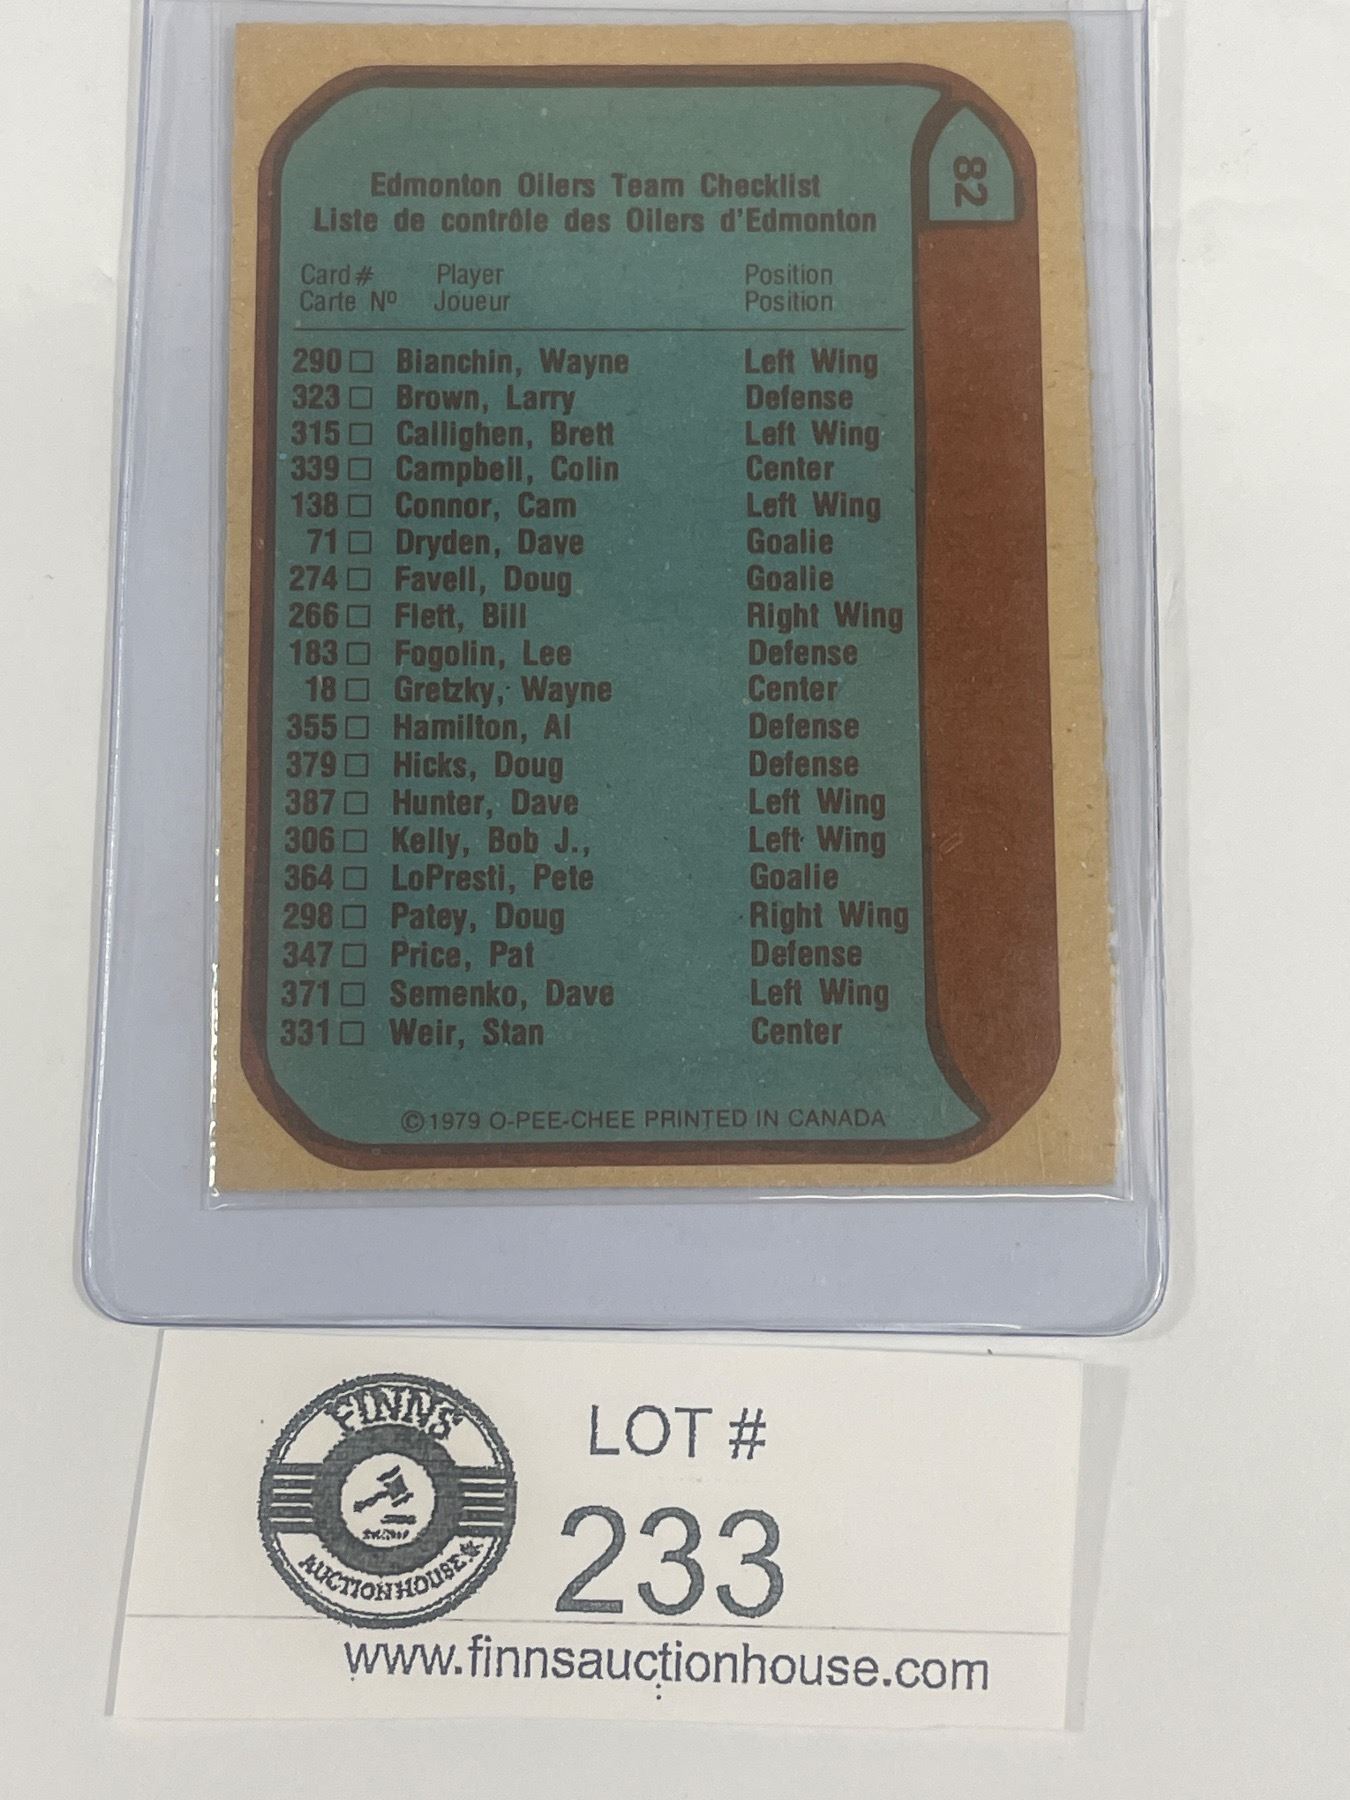 82
Edmonton Oilers Team Checklist
Liste de contrôle des Oilers d'Edmonton
Card # Player Position
Carte Nº Joueur Position
290 □ Bianchin, Wayne Left Wing
323 □ Brown, Larry Defense
315 □ Callighen, Brett Left Wing
339 □ Campbell, Colin Center
138 □ Connor, Cam Left Wing
71 □ Dryden, Dave Goalie
274 □ Favell, Doug Goalie
266 □ Flett, Bill Right Wing
183 □ Fogolin, Lee Defense
18 □ Gretzky, Wayne Center
355 □ Hamilton, Al Defense
379 □ Hicks, Doug Defense
387 □ Hunter, Dave Left Wing
306 □ Kelly, Bob J., Left Wing
364 □ LoPresti, Pete Goalie
298 □ Patey, Doug Right Wing
347 □ Price, Pat Defense
371 □ Semenko, Dave Left Wing
331 □ Weir, Stan Center
©1979 O-PEE-CHEE PRINTED IN CANADA
FINNS
AUCTIONHOUSE
LOT #
233
www.finnsauctionhouse.com